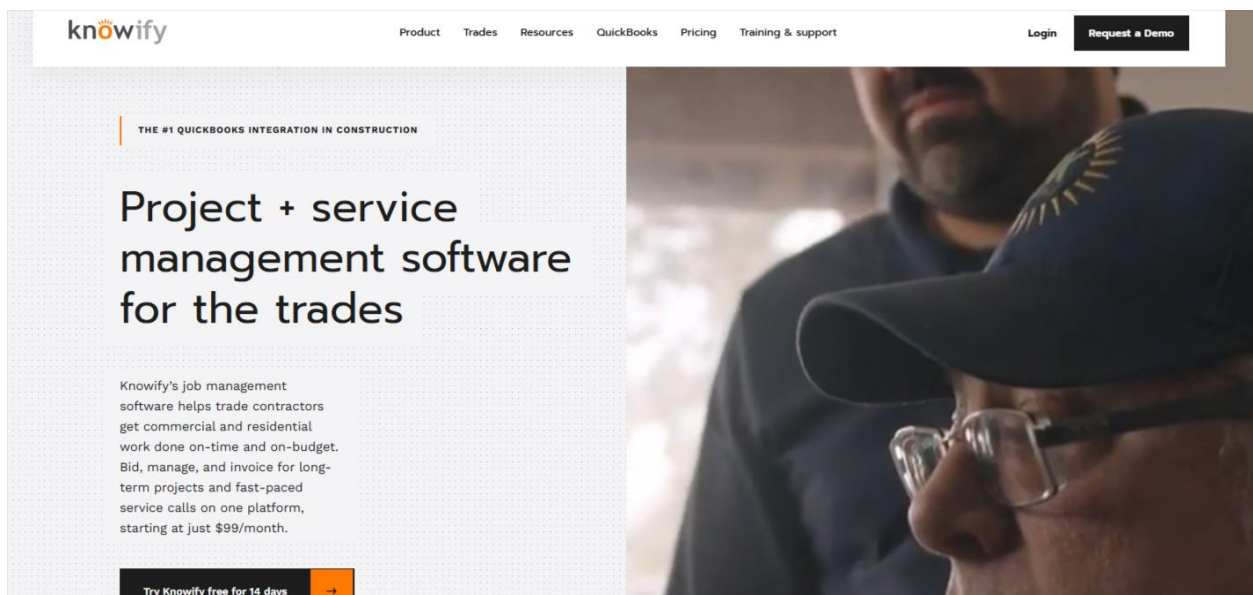 knowify
Product Trades Resources QuickBooks Pricing Training & support
Login Request a Demo
THE #1 QUICKBOOKS INTEGRATION IN CONSTRUCTION
Project + service
management software
for the trades
Knowify's job management
software helps trade contractors
get commercial and residential
work done on-time and on-budget.
Bid, manage, and invoice for long-
term projects and fast-paced
service calls on one platform,
starting at just $99/month.
Try Knowify free for 14 days →